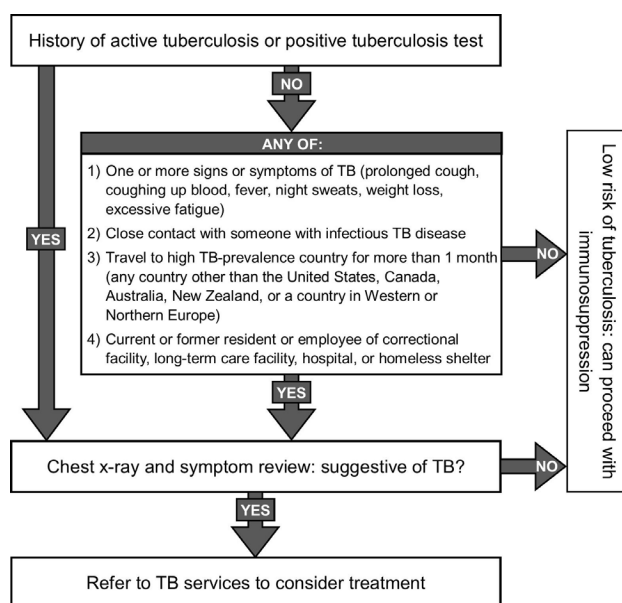 History of active tuberculosis or positive tuberculosis test
NO
ANY OF:
1) One or more signs or symptoms of TB (prolonged cough,
coughing up blood, fever, night sweats, weight loss,
excessive fatigue)
2) Close contact with someone with infectious TB disease
3) Travel to high TB-prevalence country for more than 1 month
(any country other than the United States, Canada,
Australia, New Zealand, or a country in Western or
Northern Europe)
4) Current or former resident or employee of correctional
facility, long-term care facility, hospital, or homeless shelter
YES
NO
Low risk of tuberculosis: can proceed with
immunosuppression
YES
Chest x-ray and symptom review: suggestive of TB?
NO
YES
Refer to TB services to consider treatment